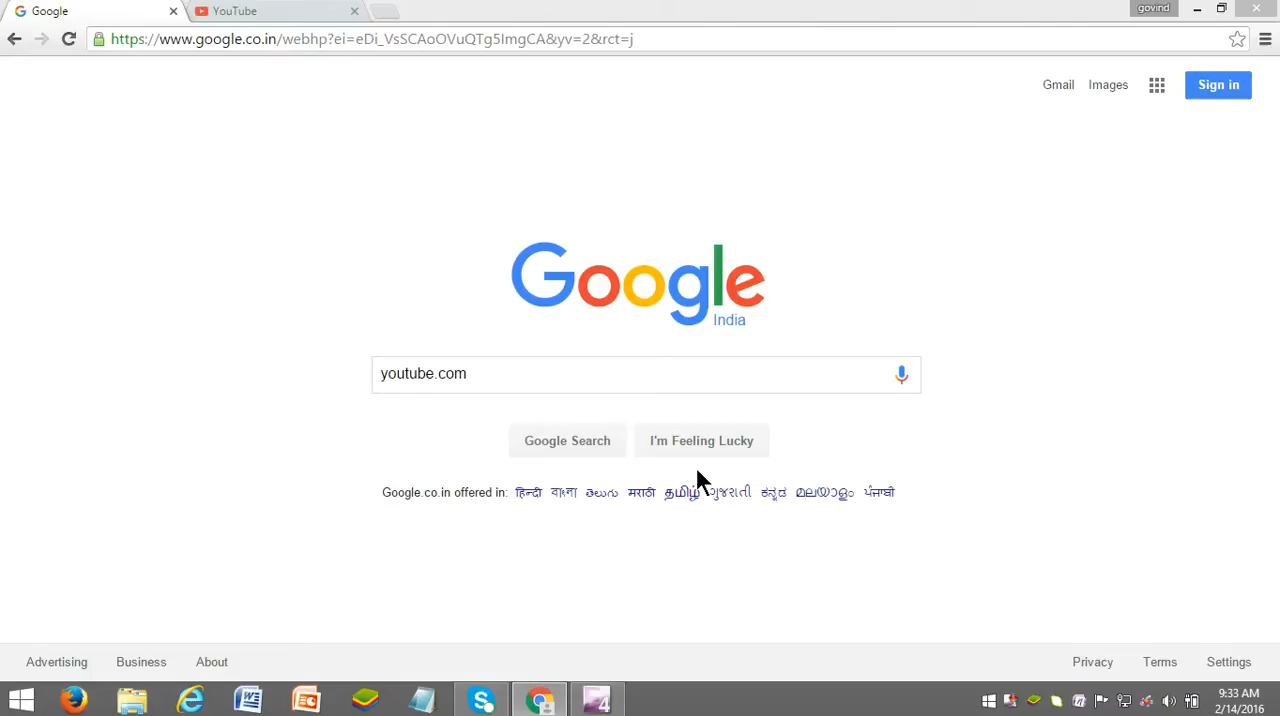 Google
YouTube
govind
https://www.google.co.in/webhp?ei=eDi_VsSCAoOVuQTg5ImgCA&yv=2&rct=j
Gmail Images Sign in
Google
India
youtube.com
Google Search I'm Feeling Lucky
Google.co.in offered in: हिन्दी বাংলা తెలుగు मराठी தமிழ் ગુજરાતી ಕನ್ನಡ മലയാളം ਪੰਜਾਬੀ
Advertising Business About Privacy Terms Settings
9:33 AM
2/14/2016